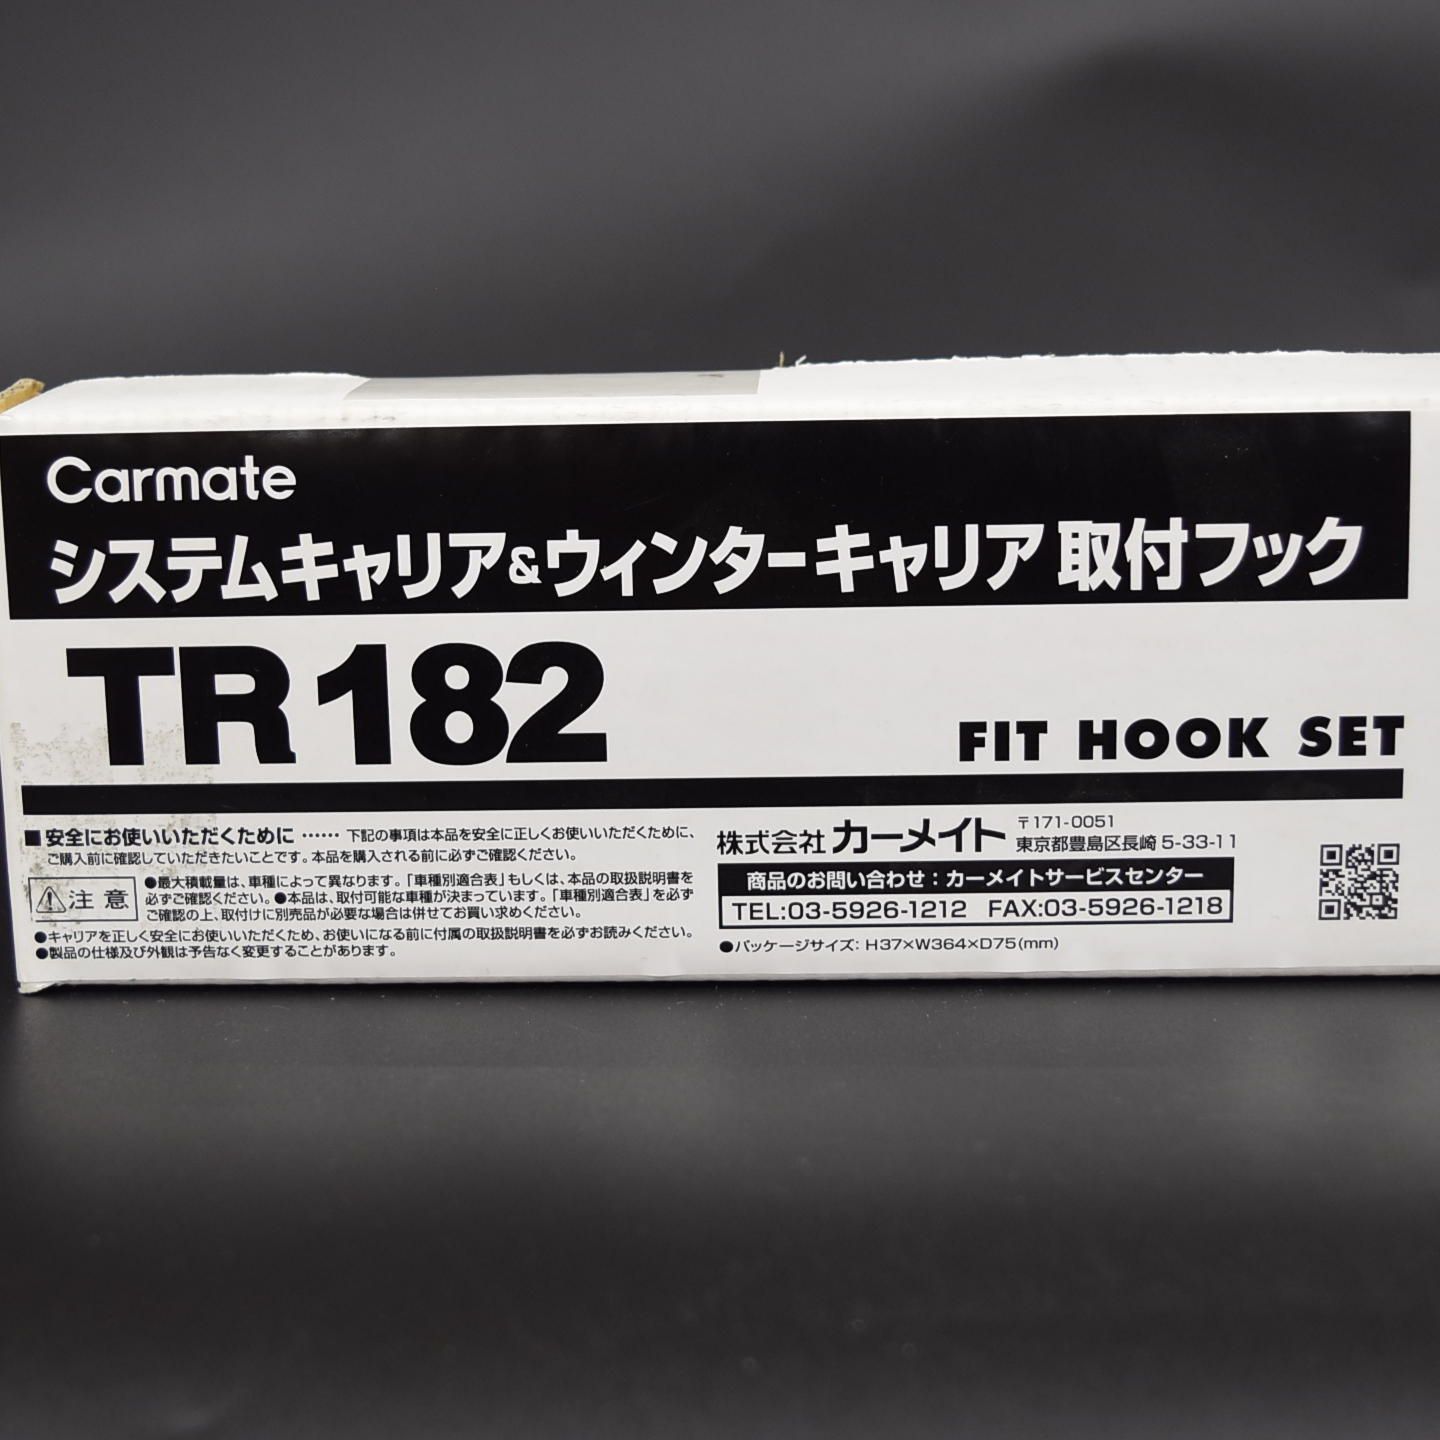 Carmate
システムキャリア&ウィンターキャリア 取付フック
TR182
FIT HOOK SET
■安全にお使いいただくために …… 下記の事項は本品を安全に正しくお使いいただくために、
ご購入前に確認していただきたいことです。本品を購入される前に必ずご確認ください。
注意
●最大積載量は、車種によって異なります。「車種別適合表」もしくは、本品の取扱説明書を
必ずご確認ください。●本品は、取付可能な車種が決まっています。「車種別適合表」を必ず
ご確認の上、取付けに別売品が必要な場合は併せてお買い求めください。
●キャリアを正しく安全にお使いいただくため、お使いになる前に付属の取扱説明書を必ずお読みください。
●製品の仕様及び外観は予告なく変更することがあります。
株式会社 カーメイト
〒171-0051
東京都豊島区長崎 5-33-11
商品のお問い合わせ：カーメイトサービスセンター
TEL:03-5926-1212 FAX:03-5926-1218
●パッケージサイズ: H37×W364×D75(mm)